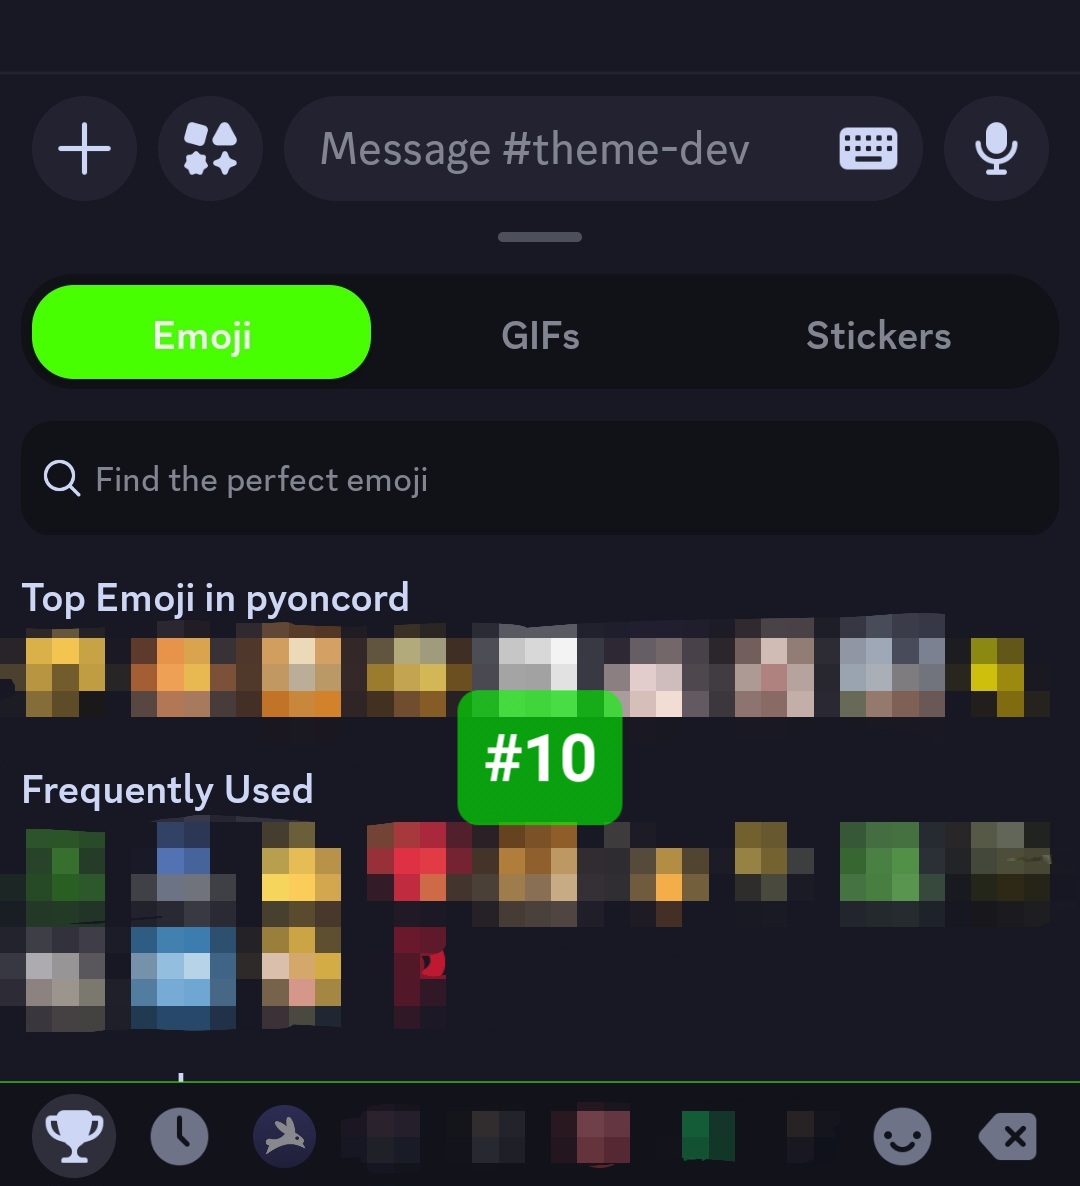 Message #theme-dev
Emoji
GIFs
Stickers
Find the perfect emoji
Top Emoji in pyoncord
#10
Frequently Used